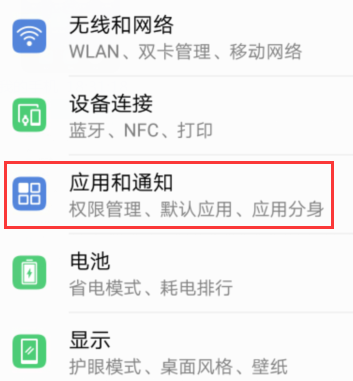 无线和网络
WLAN、双卡管理、移动网络
设备连接
蓝牙、NFC、打印
应用和通知
权限管理、默认应用、应用分身
电池
省电模式、耗电排行
显示
护眼模式、桌面风格、壁纸